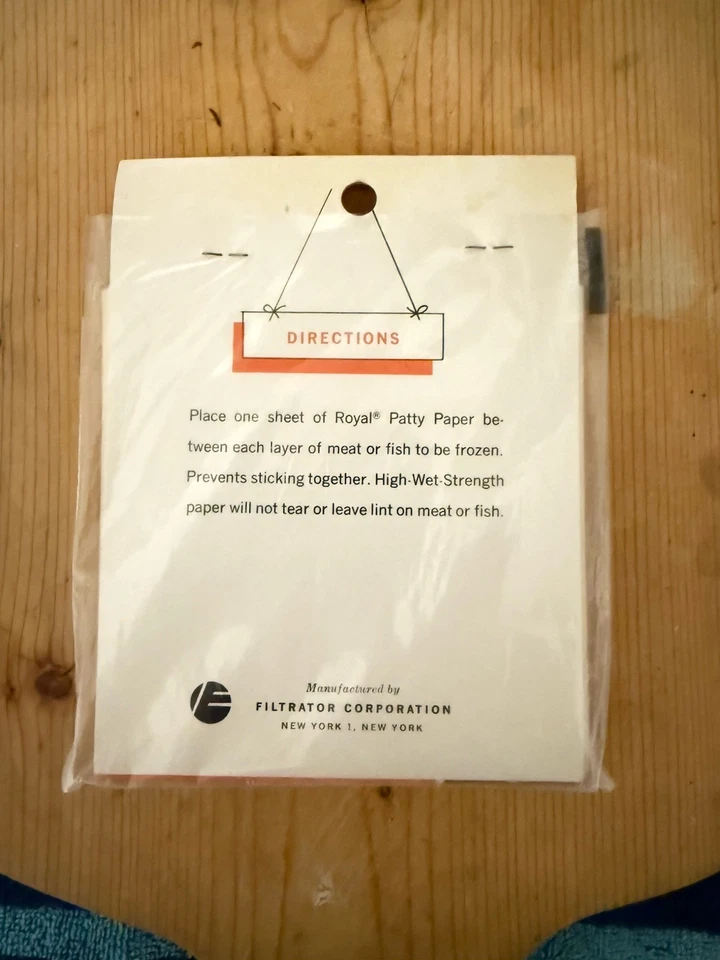 DIRECTIONS
Place one sheet of Royal® Patty Paper be-
tween each layer of meat or fish to be frozen.
Prevents sticking together. High-Wet-Strength
paper will not tear or leave lint on meat or fish.
Manufactured by
FILTRATOR CORPORATION
NEW YORK 1, NEW YORK